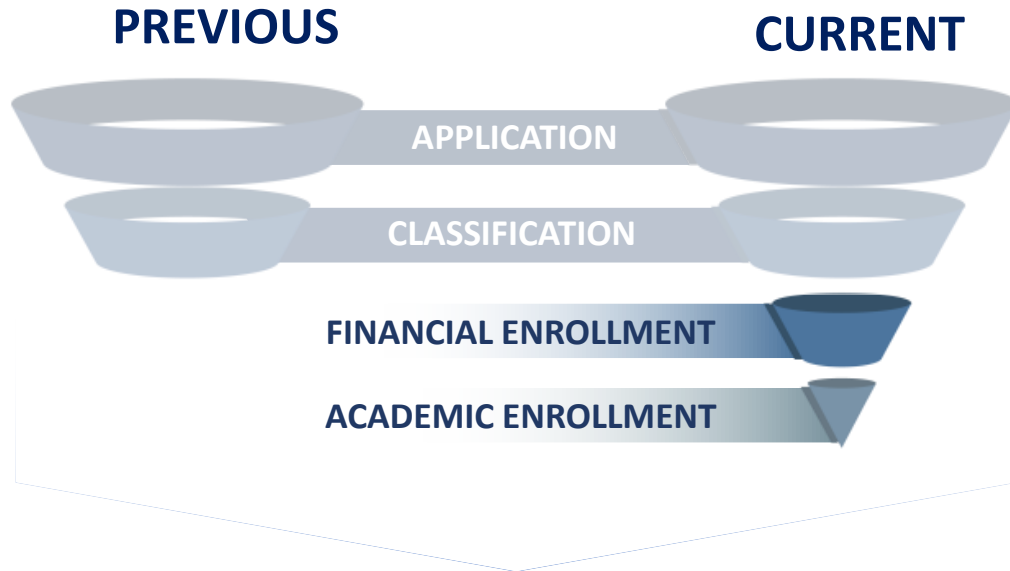 PREVIOUS
CURRENT
APPLICATION
CLASSIFICATION
FINANCIAL ENROLLMENT
ACADEMIC ENROLLMENT